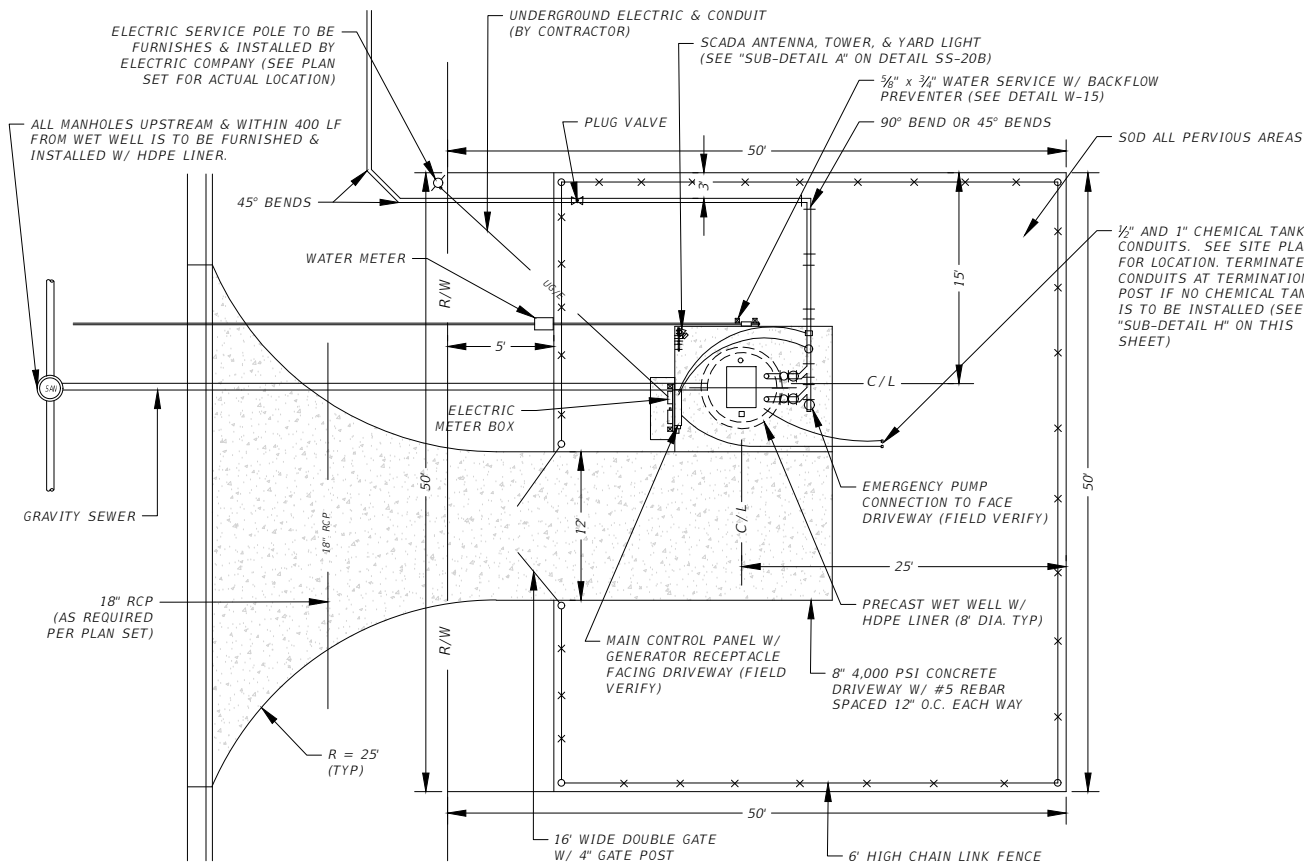 UNDERGROUND ELECTRIC & CONDUIT
(BY CONTRACTOR)
ELECTRIC SERVICE POLE TO BE
FURNISHES & INSTALLED BY
ELECTRIC COMPANY (SEE PLAN
SET FOR ACTUAL LOCATION)
SCADA ANTENNA, TOWER, & YARD LIGHT
(SEE "SUB-DETAIL A" ON DETAIL SS-20B)
⅝" x ¾" WATER SERVICE W/ BACKFLOW
PREVENTER (SEE DETAIL W-15)
ALL MANHOLES UPSTREAM & WITHIN 400 LF
FROM WET WELL IS TO BE FURNISHED &
INSTALLED W/ HDPE LINER.
PLUG VALVE
90° BEND OR 45° BENDS
SOD ALL PERVIOUS AREAS
50'
3'
45° BENDS
½" AND 1" CHEMICAL TANK
CONDUITS. SEE SITE PLA
FOR LOCATION. TERMINATE
CONDUITS AT TERMINATION
POST IF NO CHEMICAL TAN
IS TO BE INSTALLED (SEE
"SUB-DETAIL H" ON THIS
SHEET)
WATER METER
UG/E
R/W
15'
5'
SAN
C/L
ELECTRIC
METER BOX
50'
50'
GRAVITY SEWER
18" RCP
12'
C/L
EMERGENCY PUMP
CONNECTION TO FACE
DRIVEWAY (FIELD VERIFY)
25'
18" RCP
(AS REQUIRED
PER PLAN SET)
R/W
PRECAST WET WELL W/
HDPE LINER (8' DIA. TYP)
MAIN CONTROL PANEL W/
GENERATOR RECEPTACLE
FACING DRIVEWAY (FIELD
VERIFY)
8" 4,000 PSI CONCRETE
DRIVEWAY W/ #5 REBAR
SPACED 12" O.C. EACH WAY
R = 25'
(TYP)
50'
16' WIDE DOUBLE GATE
W/ 4" GATE POST
6' HIGH CHAIN LINK FENCE